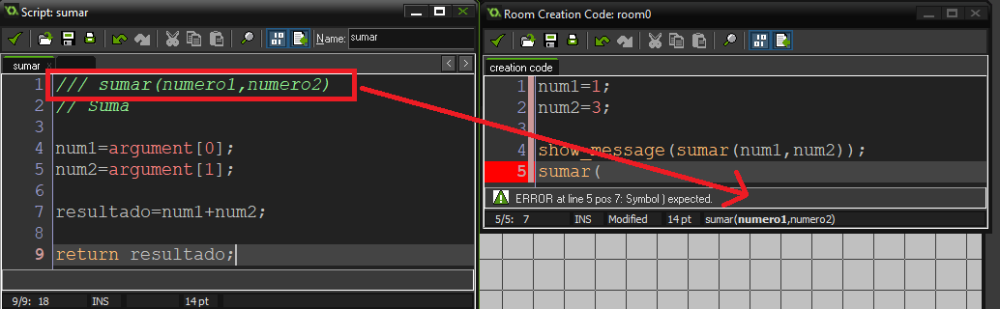 Script: sumar
Name: sumar
sumar
1 /// sumar(numero1,numero2)
2 // Suma
3
4 num1=argument[0];
5 num2=argument[1];
6
7 resultado=num1+num2;
8
9 return resultado;
9/9: 18 INS 14 pt
Room Creation Code: room0
creation code
1 num1=1;
2 num2=3;
3
4 show_message(sumar(num1,num2));
5 sumar(
ERROR at line 5 pos 7: Symbol ) expected.
5/5: 7 INS Modified 14 pt sumar(numero1,numero2)